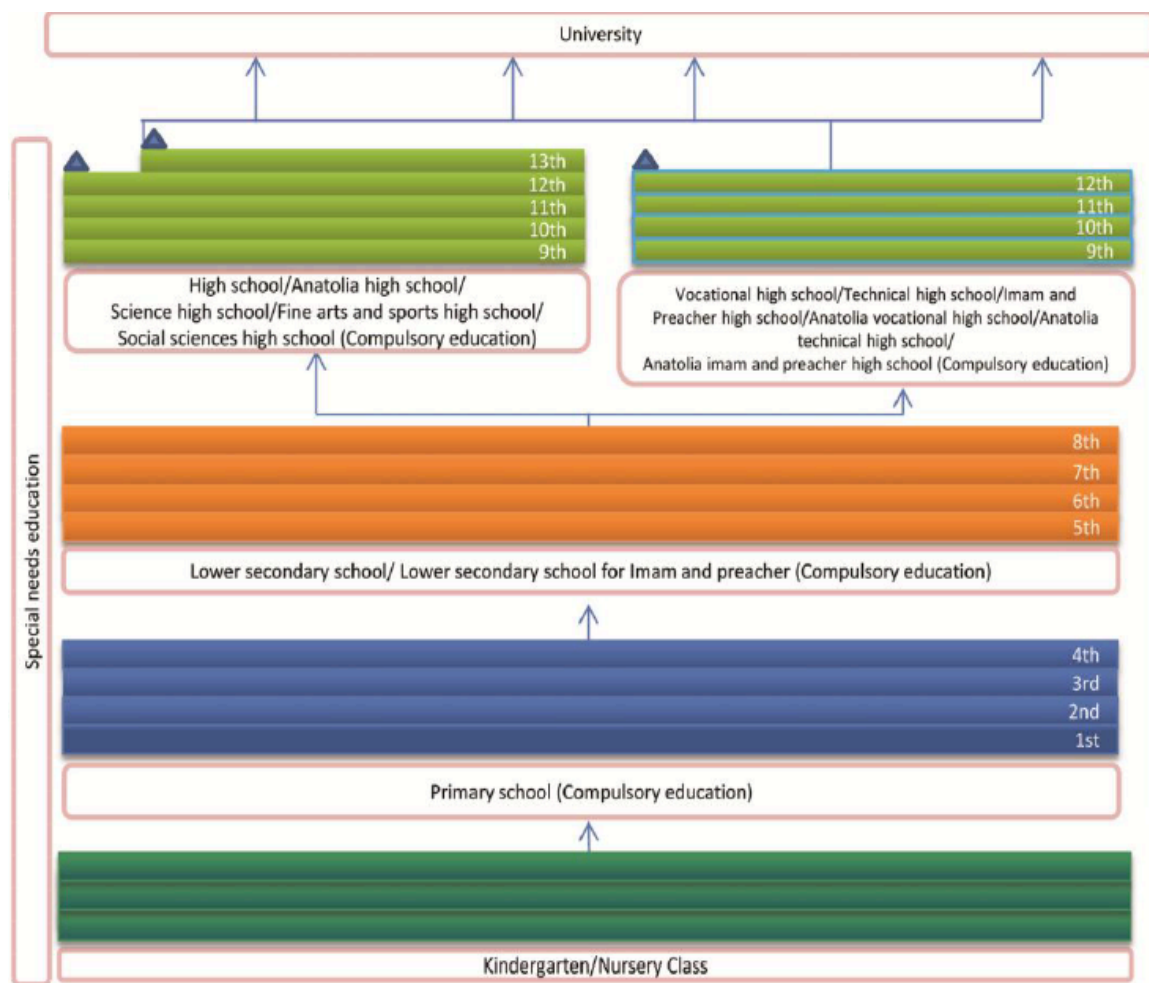 University
13th
12th
11th
10th
9th
12th
11th
10th
9th
High school/Anatolia high school/
Science high school/Fine arts and sports high school/
Social sciences high school (Compulsory education)
Vocational high school/Technical high school/Imam and
Preacher high school/Anatolia vocational high school/Anatolia
technical high school/
Anatolia imam and preacher high school (Compulsory education)
8th
7th
6th
5th
Lower secondary school/ Lower secondary school for Imam and preacher (Compulsory education)
4th
3rd
2nd
1st
Primary school (Compulsory education)
Kindergarten/Nursery Class
Special needs education